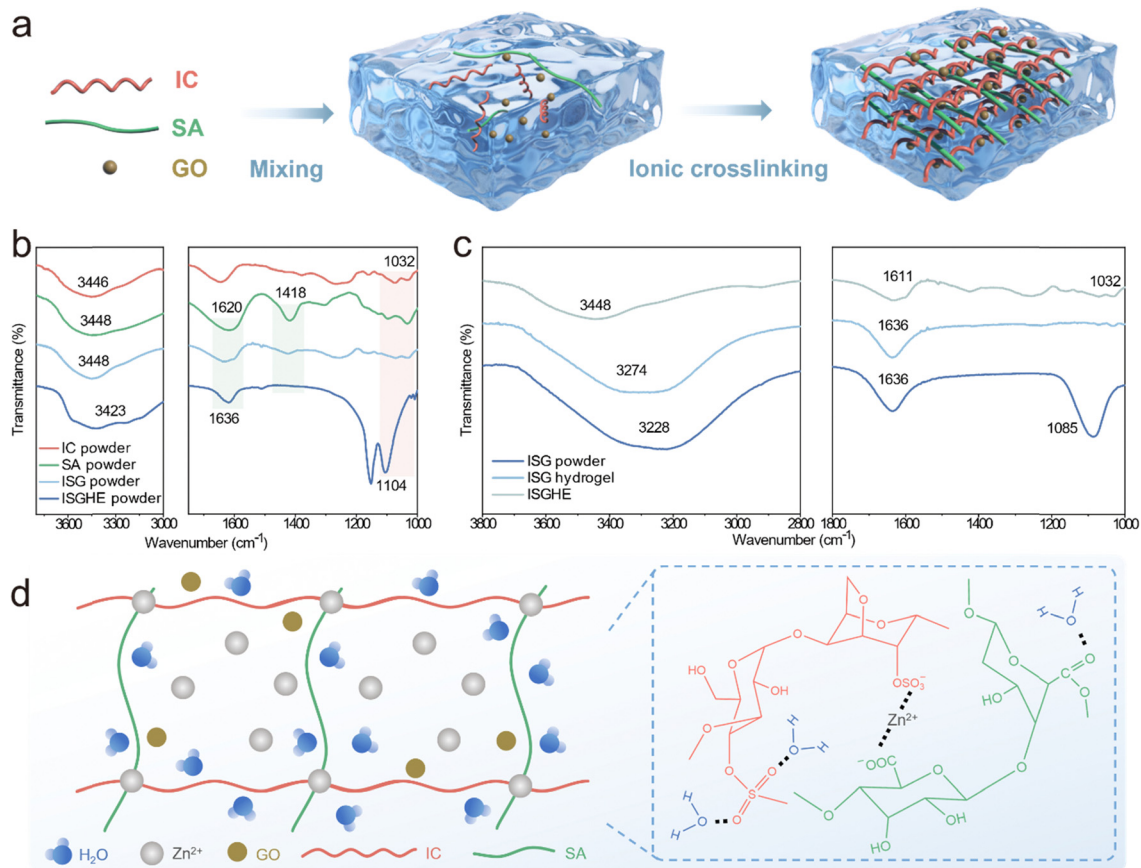 a
IC
SA
GO
Mixing
Ionic crosslinking
b
3446
3448
3448
3423
1032
1620
1418
1636
1104
IC powder
SA powder
ISG powder
ISGHE powder
Transmittance (%)
3600 3300 3000
1600 1400 1200 1000
Wavenumber (cm⁻¹)
c
3448
3274
3228
1611
1032
1636
1636
1085
ISG powder
ISG hydrogel
ISGHE
Transmittance (%)
3800 3600 3400 3200 3000 2800
1800 1600 1400 1200 1000
Wavenumber (cm⁻¹)
d
H₂O
Zn²⁺
GO
IC
SA
O
O
O
HO
O
OH
O
O
O
S
O
O
OSO₃⁻
Zn²⁺
⁻OOC
H
O
H
H
O
H
H
O
H
O
O
HO
C
O
O
O
O
O
HO
OH
O